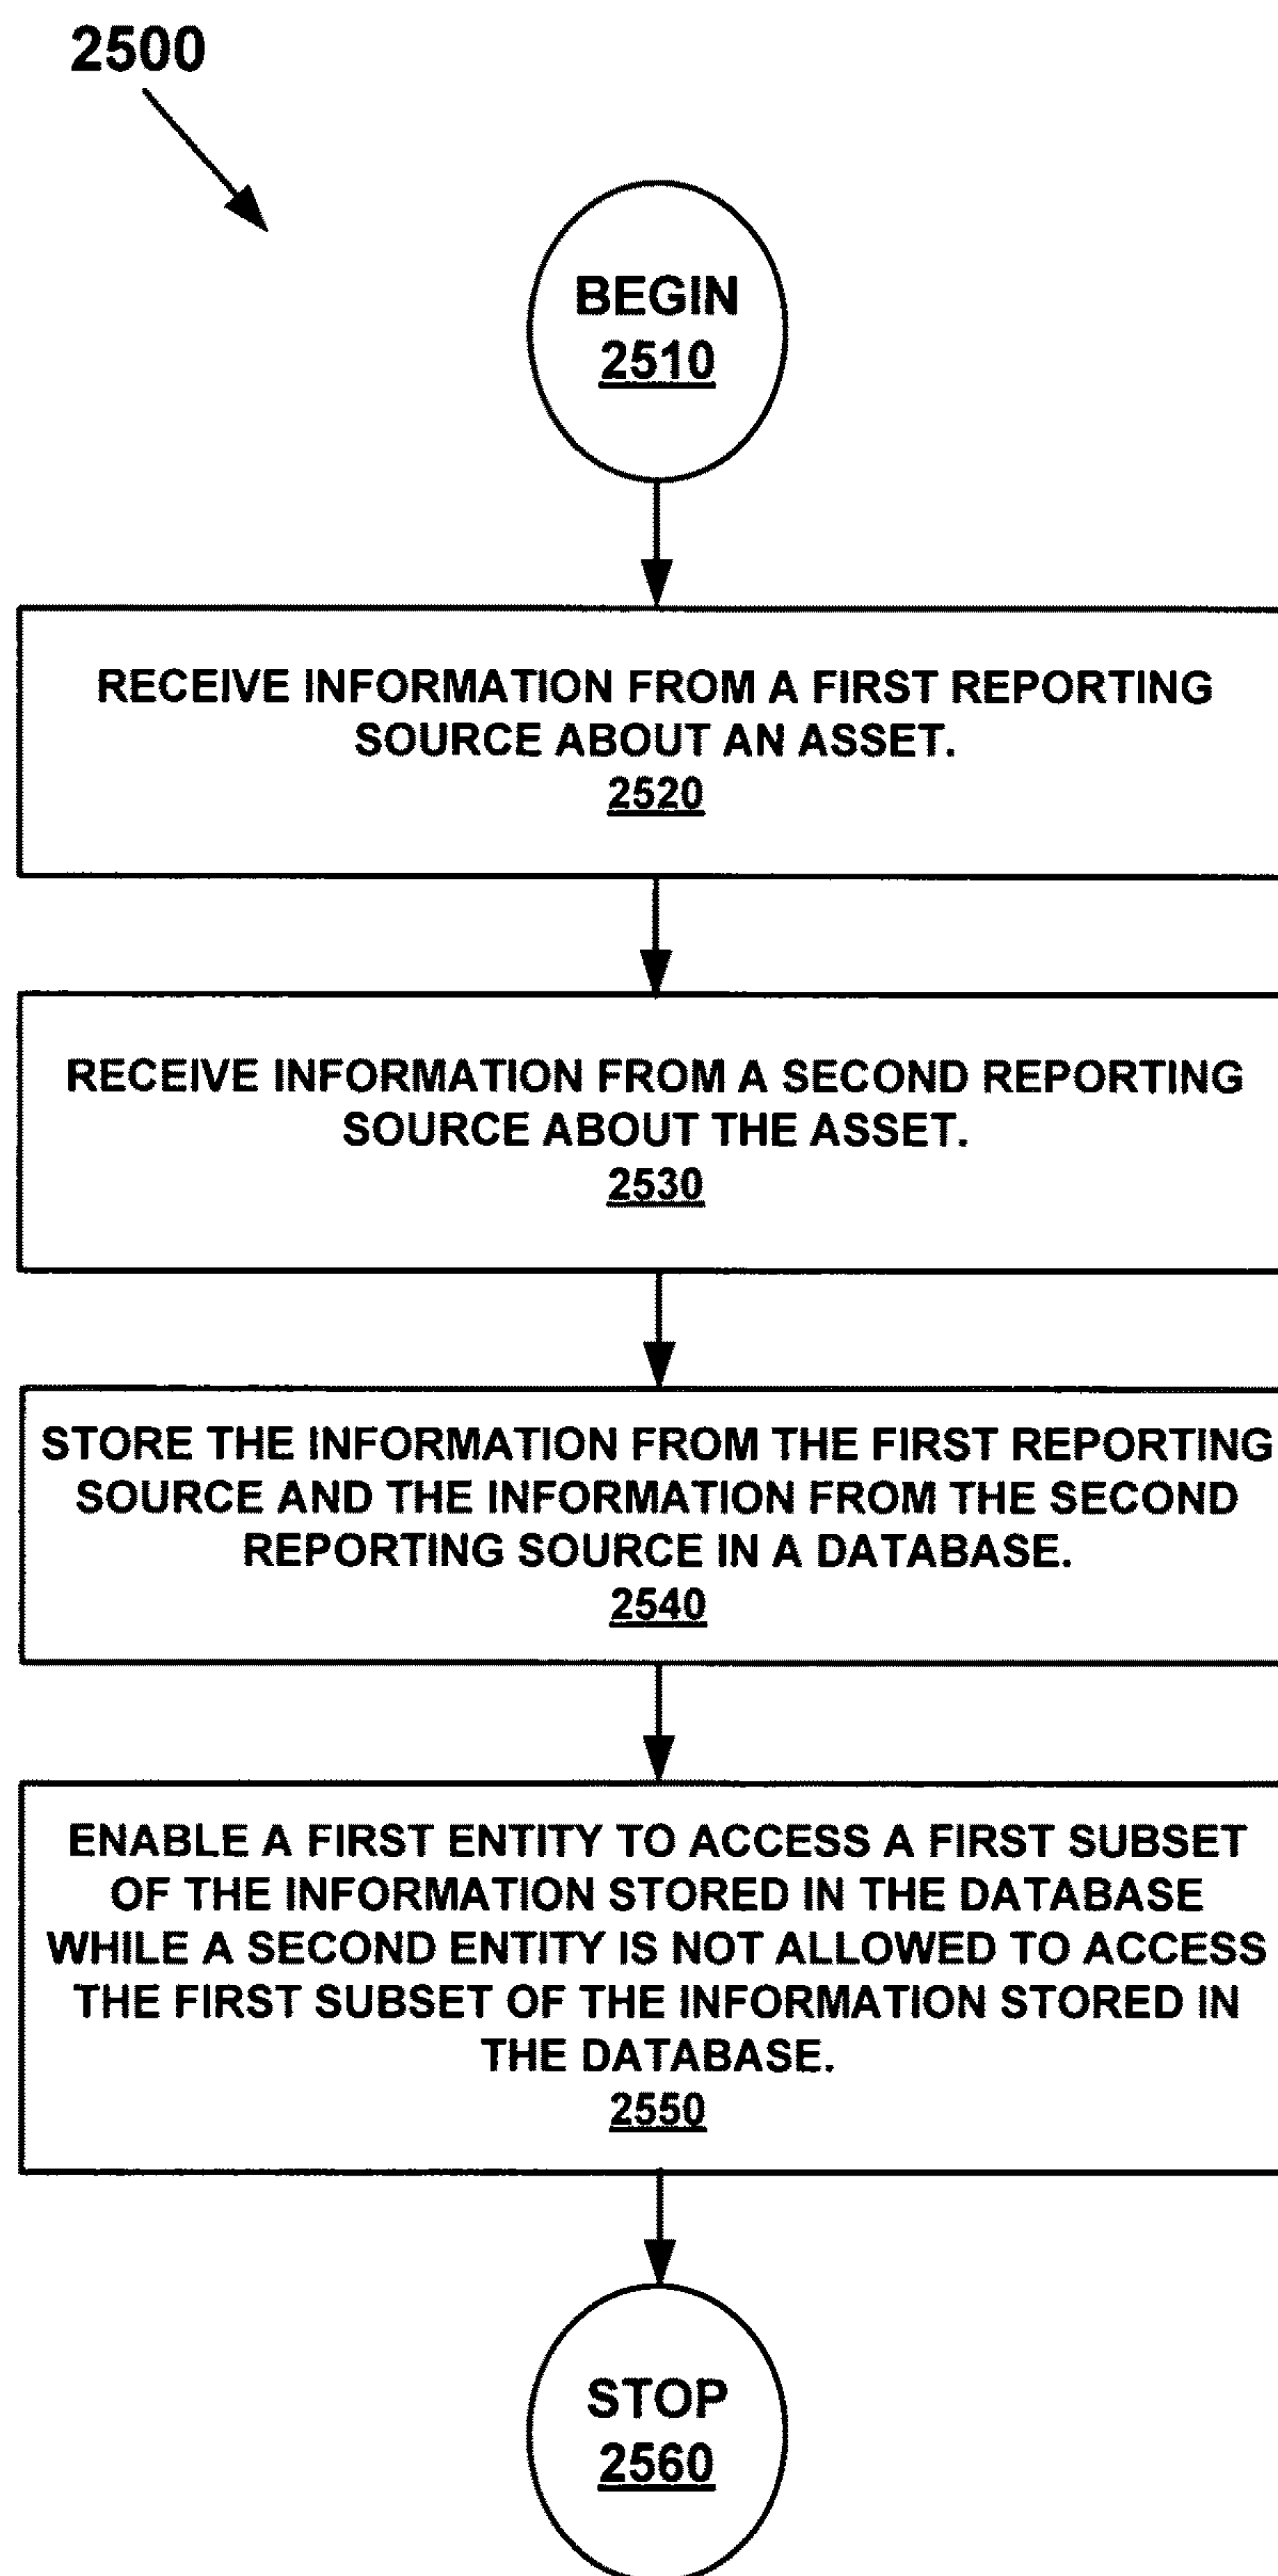 2500
BEGIN
2510
RECEIVE INFORMATION FROM A FIRST REPORTING
SOURCE ABOUT AN ASSET.
2520
RECEIVE INFORMATION FROM A SECOND REPORTING
SOURCE ABOUT THE ASSET.
2530
STORE THE INFORMATION FROM THE FIRST REPORTING
SOURCE AND THE INFORMATION FROM THE SECOND
REPORTING SOURCE IN A DATABASE.
2540
ENABLE A FIRST ENTITY TO ACCESS A FIRST SUBSET
OF THE INFORMATION STORED IN THE DATABASE
WHILE A SECOND ENTITY IS NOT ALLOWED TO ACCESS
THE FIRST SUBSET OF THE INFORMATION STORED IN
THE DATABASE.
2550
STOP
2560